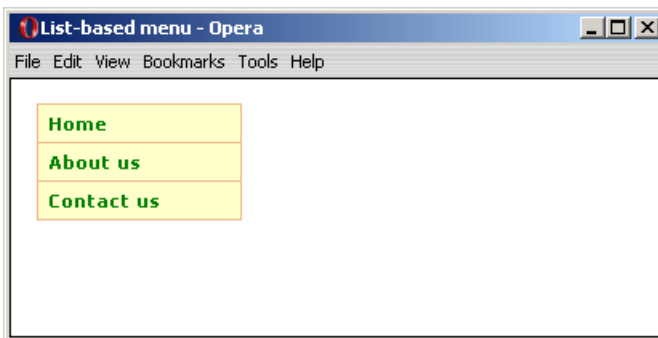 List-based menu - Opera
File Edit View Bookmarks Tools Help
Home
About us
Contact us